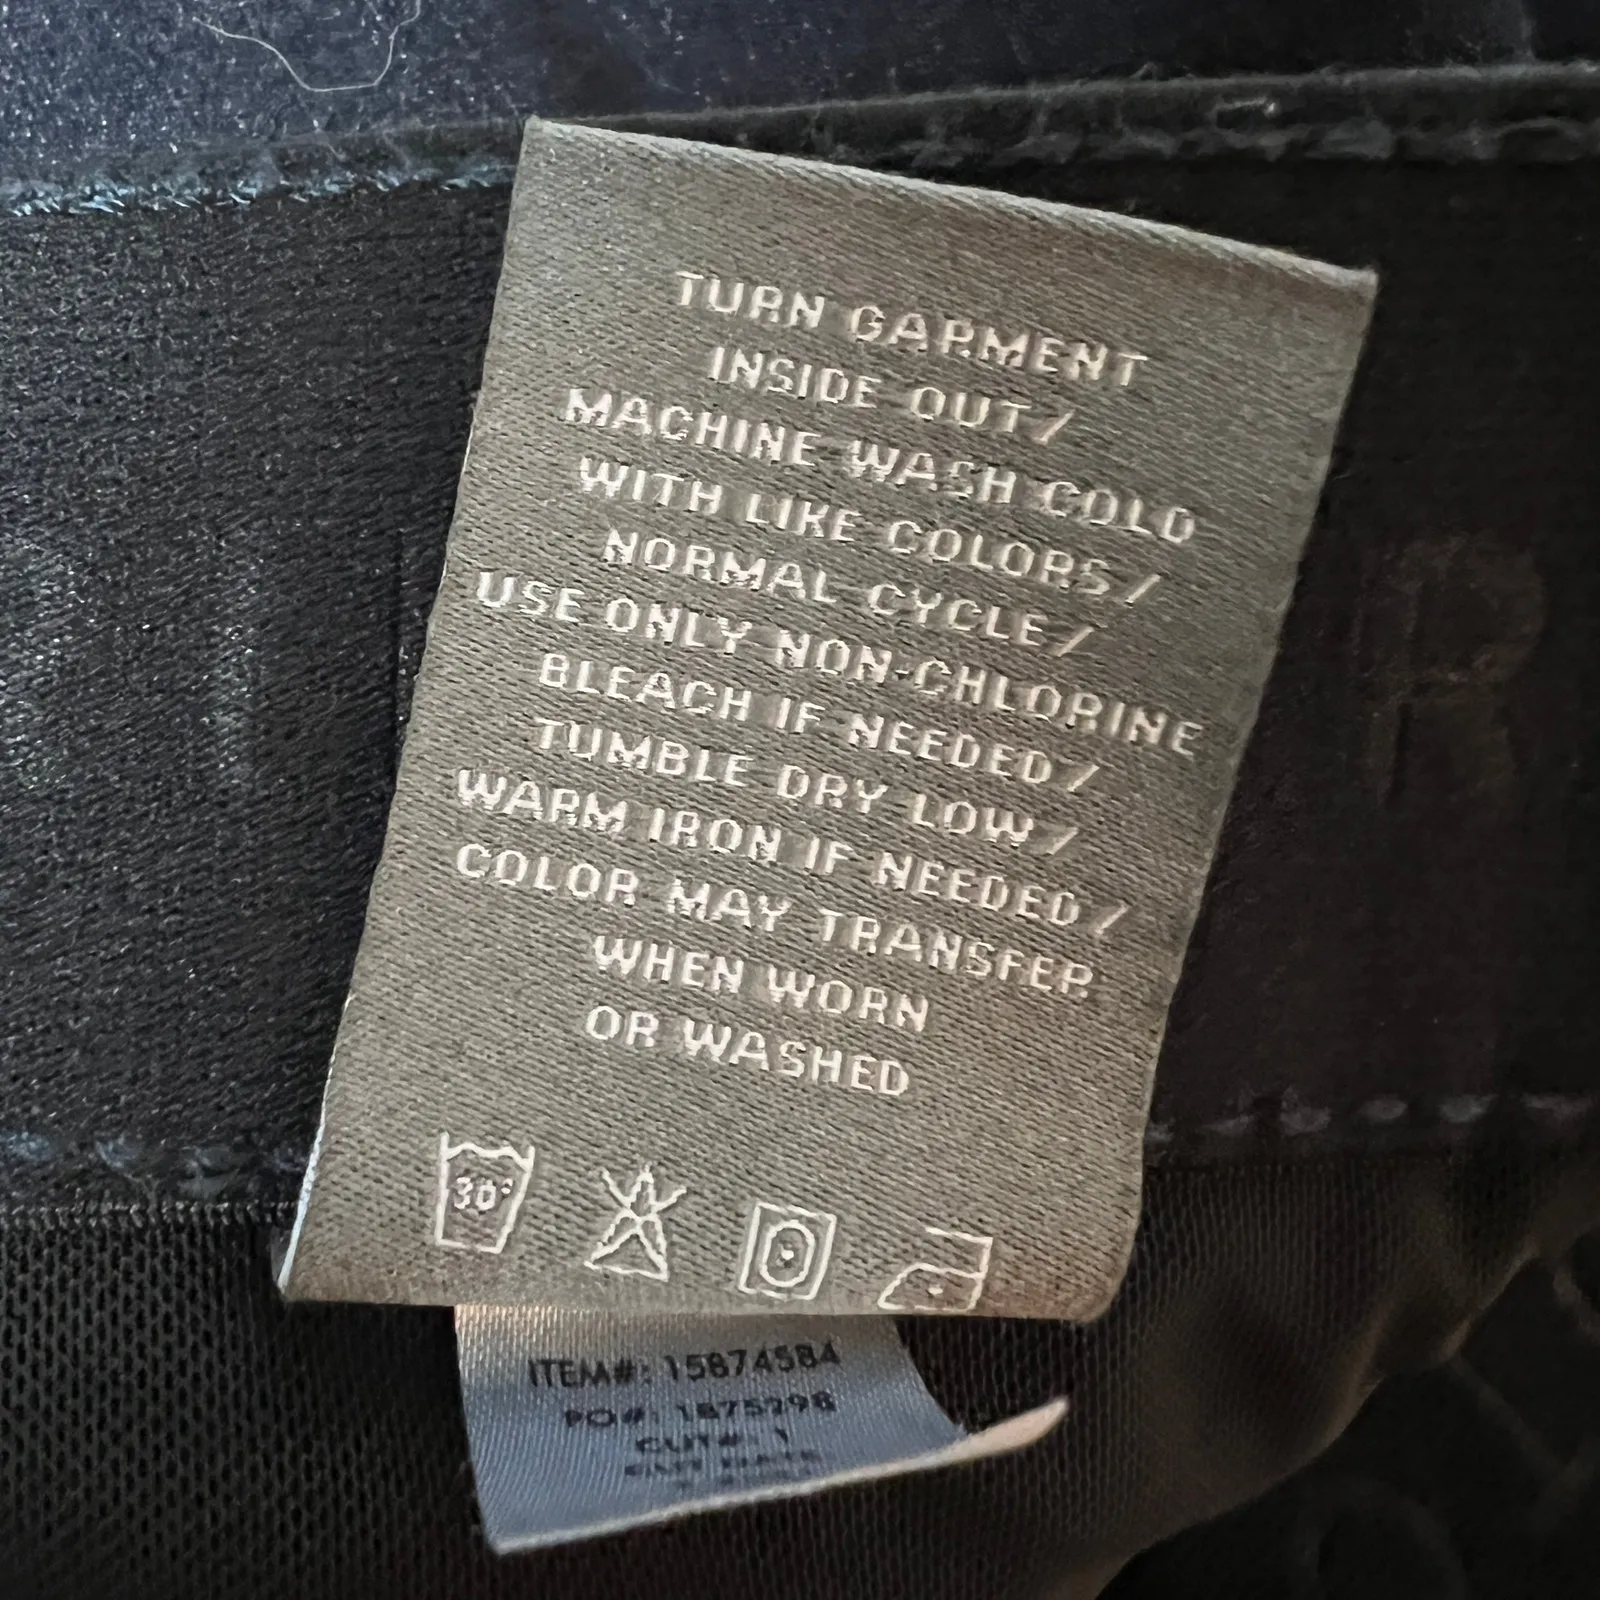 TURN GARMENT
INSIDE OUT /
MACHINE WASH COLD
WITH LIKE COLORS /
NORMAL CYCLE /
USE ONLY NON-CHLORINE
BLEACH IF NEEDED /
TUMBLE DRY LOW /
WARM IRON IF NEEDED /
COLOR MAY TRANSFER
WHEN WORN
OR WASHED
30°
ITEM#: 15874584
PO#: 1875298
CUT#: 1
CUT DATE